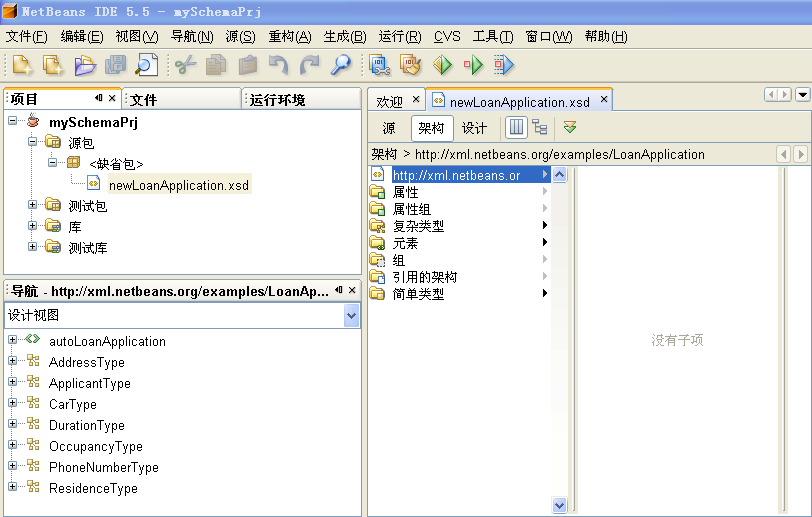 NetBeans IDE 5.5 - mySchemaPrj
文件(F) 编辑(E) 视图(V) 导航(N) 源(S) 重构(A) 生成(B) 运行(R) CVS 工具(T) 窗口(W) 帮助(H)
项目 文件 运行环境
mySchemaPrj
源包
<缺省包>
newLoanApplication.xsd
测试包
库
测试库
导航 - http://xml.netbeans.org/examples/LoanAp...
设计视图
autoLoanApplication
AddressType
ApplicantType
CarType
DurationType
OccupancyType
PhoneNumberType
ResidenceType
欢迎 newLoanApplication.xsd
源 架构 设计
架构 > http://xml.netbeans.org/examples/LoanApplication
http://xml.netbeans.or
属性
属性组
复杂类型
元素
组
引用的架构
简单类型
没有子项